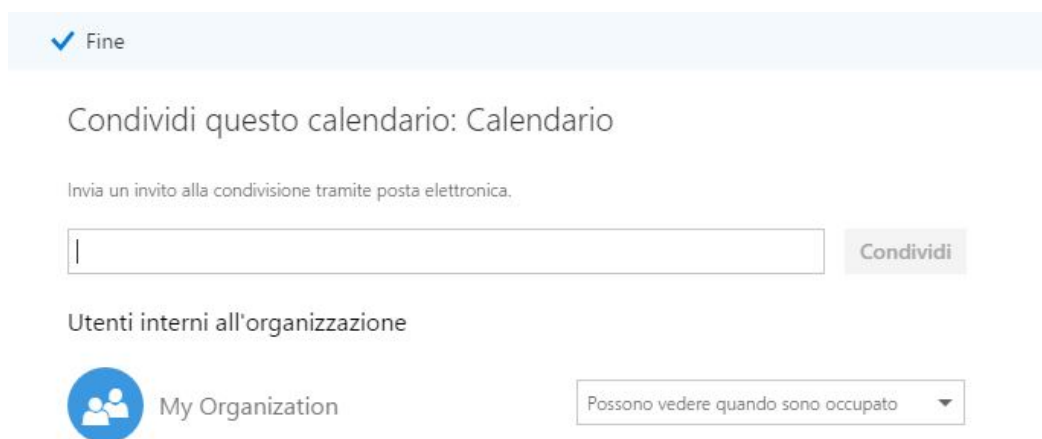 Fine
Condividi questo calendario: Calendario
Invia un invito alla condivisione tramite posta elettronica.
Condividi
Utenti interni all'organizzazione
My Organization
Possono vedere quando sono occupato